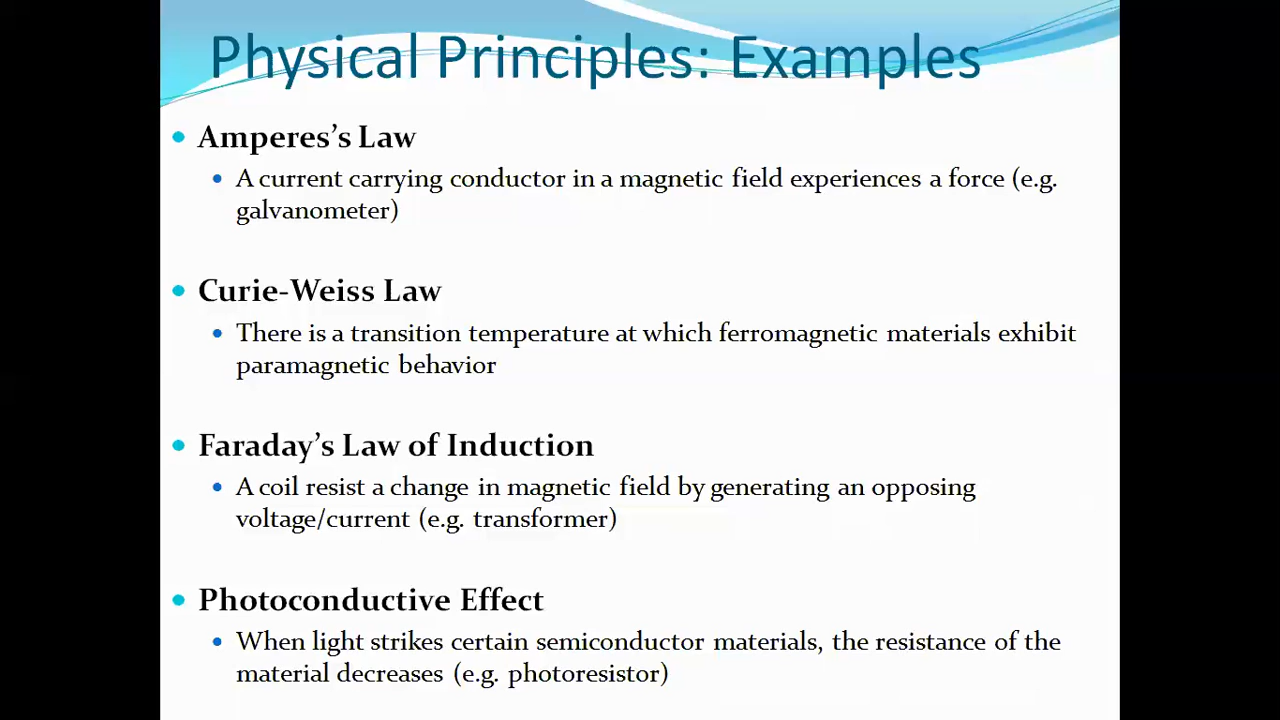 Physical Principles: Examples
Amperes’s Law
A current carrying conductor in a magnetic field experiences a force (e.g.
galvanometer)
Curie-Weiss Law
There is a transition temperature at which ferromagnetic materials exhibit
paramagnetic behavior
Faraday’s Law of Induction
A coil resist a change in magnetic field by generating an opposing
voltage/current (e.g. transformer)
Photoconductive Effect
When light strikes certain semiconductor materials, the resistance of the
material decreases (e.g. photoresistor)